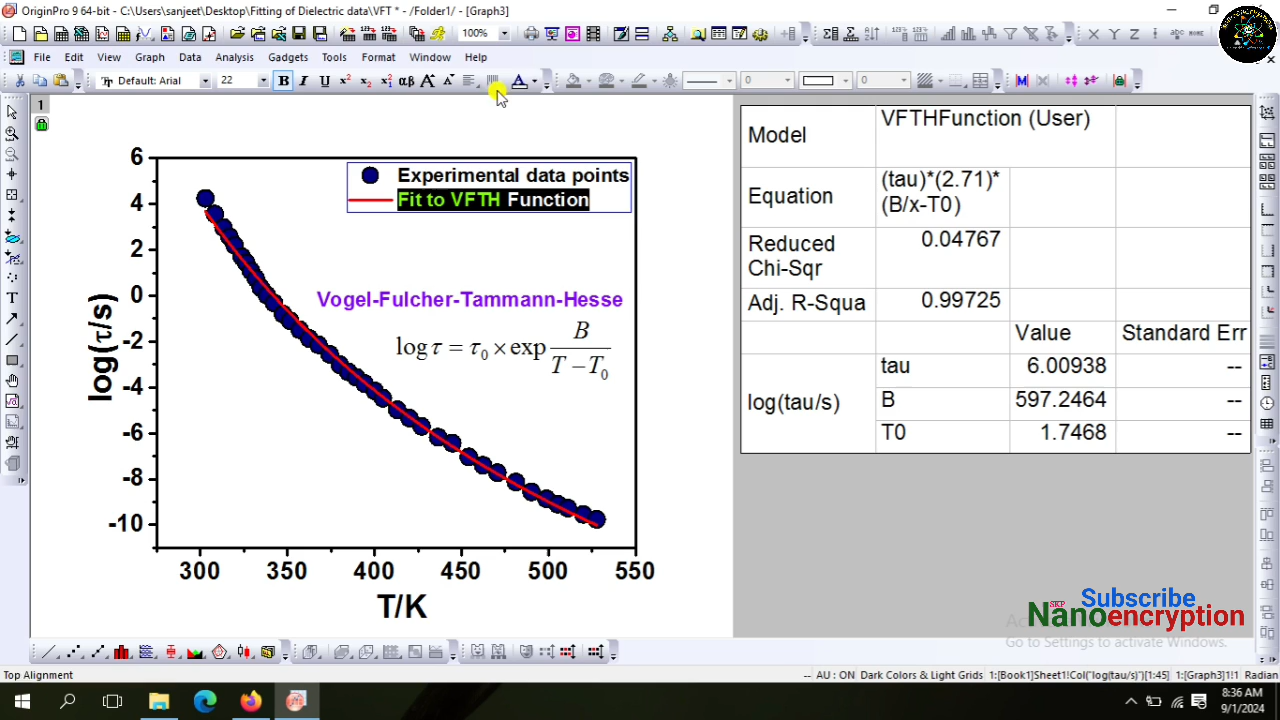 OriginPro 9 64-bit - C:\Users\sanjeet\Desktop\Fitting of Dielectric data\VFT * - /Folder1/ - [Graph3]
100%
File Edit View Graph Data Analysis Gadgets Tools Format Window Help
Default: Arial 22 B I U αβ A A A 0 0
1
6
4
2
0
-2
-4
-6
-8
-10
log(τ/s)
Experimental data points
Fit to VFTH Function
Vogel-Fulcher-Tammann-Hesse
log τ = τ0 × exp B / T − T0
300 350 400 450 500 550
T/K
Model VFTHFunction (User)
Equation (tau)*(2.71)*
(B/x-T0)
Reduced
Chi-Sqr 0.04767
Adj. R-Squa 0.99725
Value Standard Err
log(tau/s) tau 6.00938 --
B 597.2464 --
T0 1.7468 --
Subscribe
SKP
Nanoencryption
Go to Settings to activate Windows.
Top Alignment
-- AU : ON Dark Colors & Light Grids 1:[Book1]Sheet1!Col("log(tau/s)")[1:45] 1:[Graph3]1!1 Radian
8:36 AM
9/1/2024